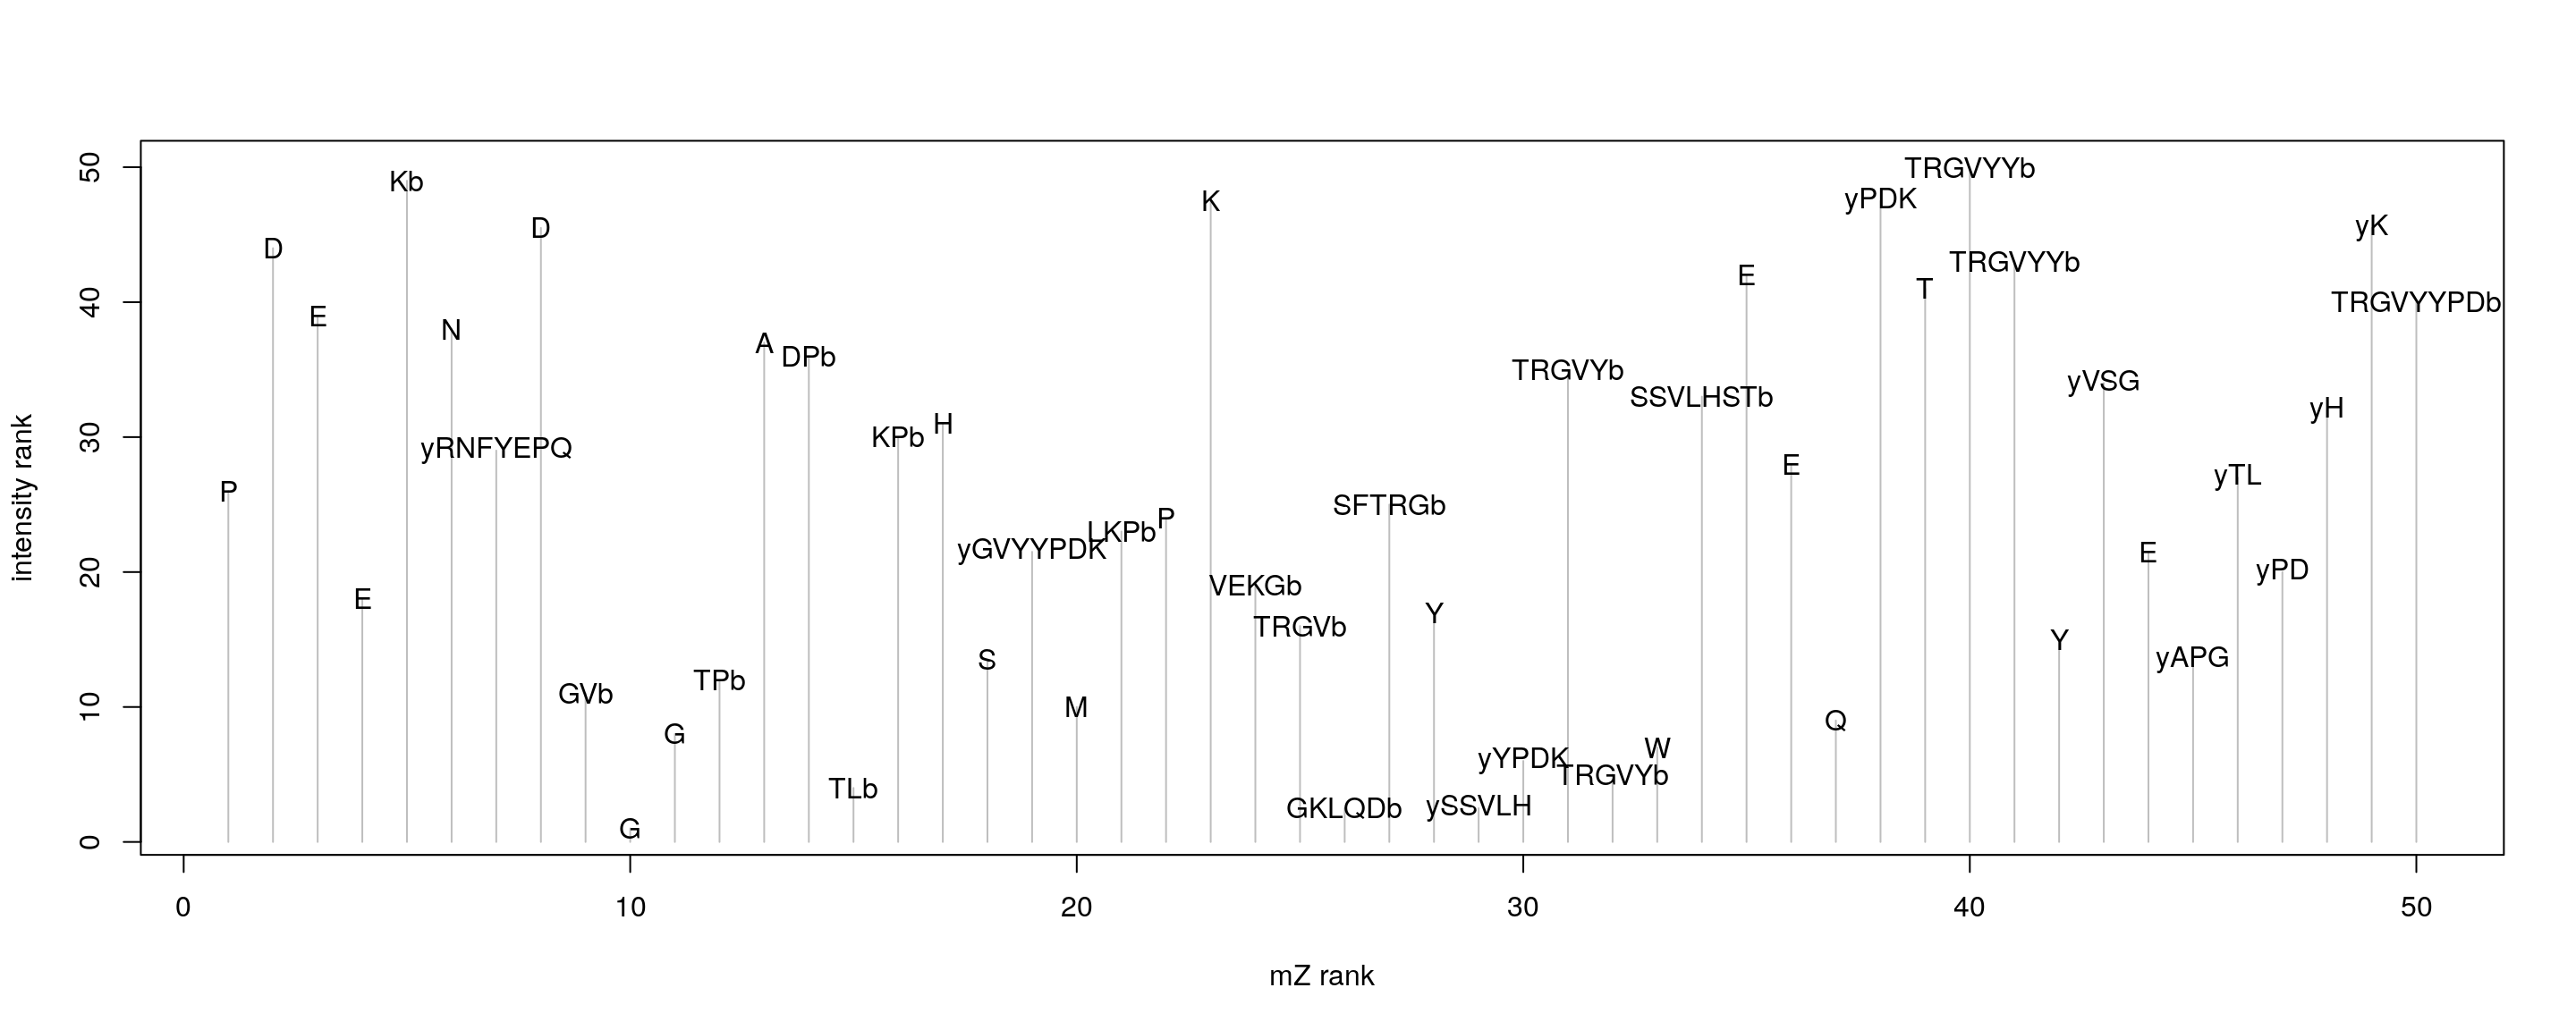 50
40
30
20
10
0
intensity rank
TRGVYYb
Kb
K
yPDK
D
yK
D
TRGVYYb
E
T
TRGVYYPDb
E
N
A
DPb
TRGVYb
yVSG
SSVLHSTb
yH
H
KPb
yRNFYEPQ
E
yTL
P
SFTRGb
P
LKPb
yGVYYPDK
E
yPD
VEKGb
E
Y
TRGVb
Y
S
yAPG
TPb
GVb
M
Q
G
W
yYPDK
TRGVYb
TLb
GKLQDb
ySSVLH
G
0 10 20 30 40 50
mZ rank